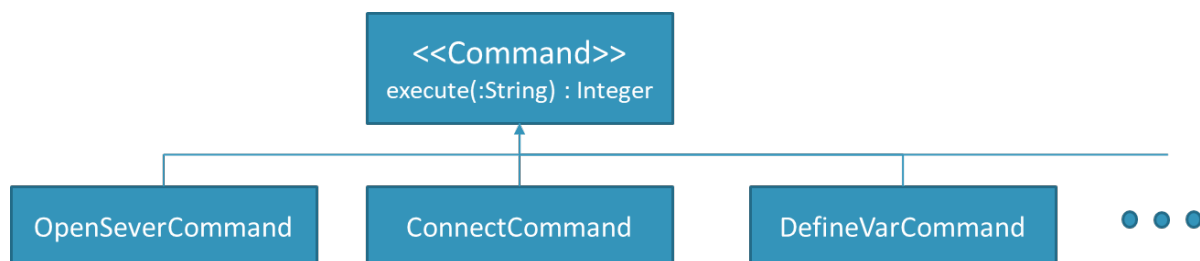 <<Command>>
execute(:String) : Integer
OpenSeverCommand
ConnectCommand
DefineVarCommand